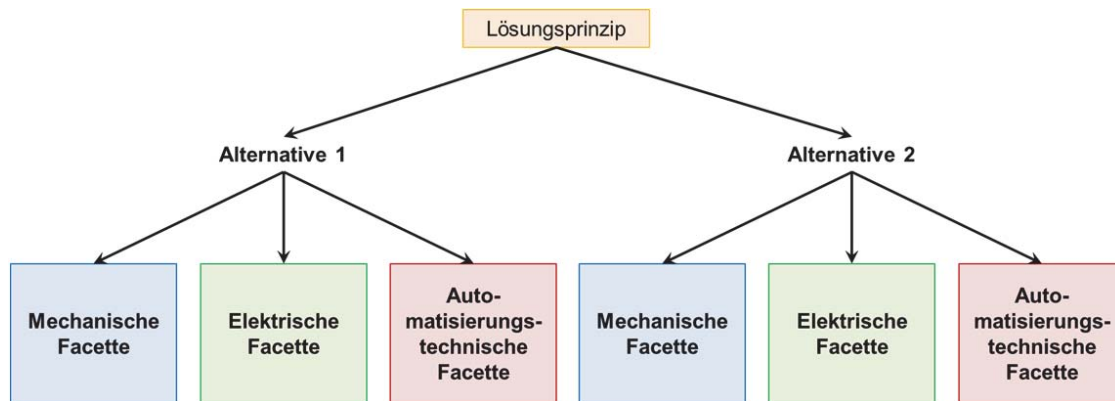 Lösungsprinzip
Alternative 1
Alternative 2
Mechanische
Facette
Elektrische
Facette
Auto-
matisierungs-
technische
Facette
Mechanische
Facette
Elektrische
Facette
Auto-
matisierungs-
technische
Facette